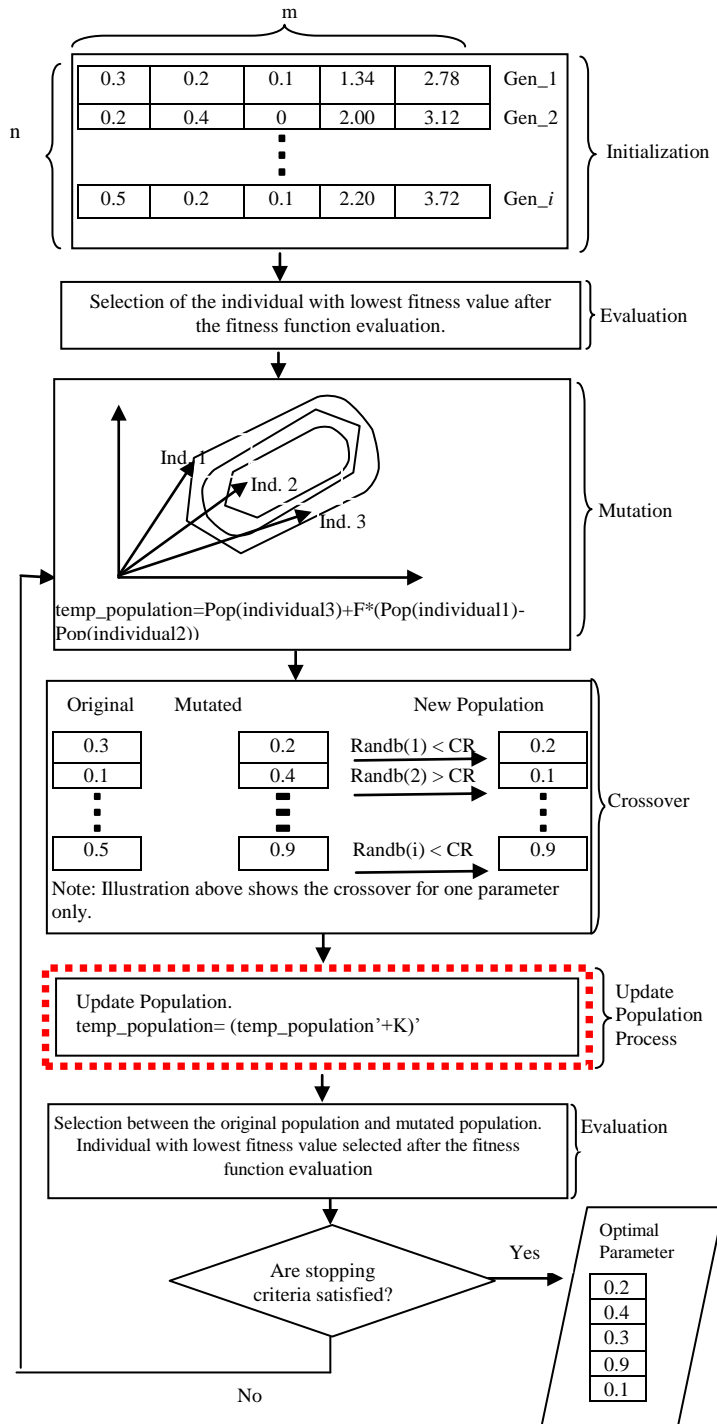 m
0.3 0.2 0.1 1.34 2.78 Gen_1
0.2 0.4 0 2.00 3.12 Gen_2
n
Initialization
0.5 0.2 0.1 2.20 3.72 Gen_i
Selection of the individual with lowest fitness value after
the fitness function evaluation.
Evaluation
Ind. 1
Ind. 2
Ind. 3
Mutation
temp_population=Pop(individual3)+F*(Pop(individual1)-
Pop(individual2))
Original Mutated New Population
0.3 0.2 Randb(1) < CR 0.2
0.1 0.4 Randb(2) > CR 0.1
Crossover
0.5 0.9 Randb(i) < CR 0.9
Note: Illustration above shows the crossover for one parameter
only.
Update Population.
temp_population= (temp_population’+K)’
Update
Population
Process
Selection between the original population and mutated population.
Individual with lowest fitness value selected after the fitness
function evaluation
Evaluation
Are stopping
criteria satisfied?
Yes
No
Optimal
Parameter
0.2
0.4
0.3
0.9
0.1